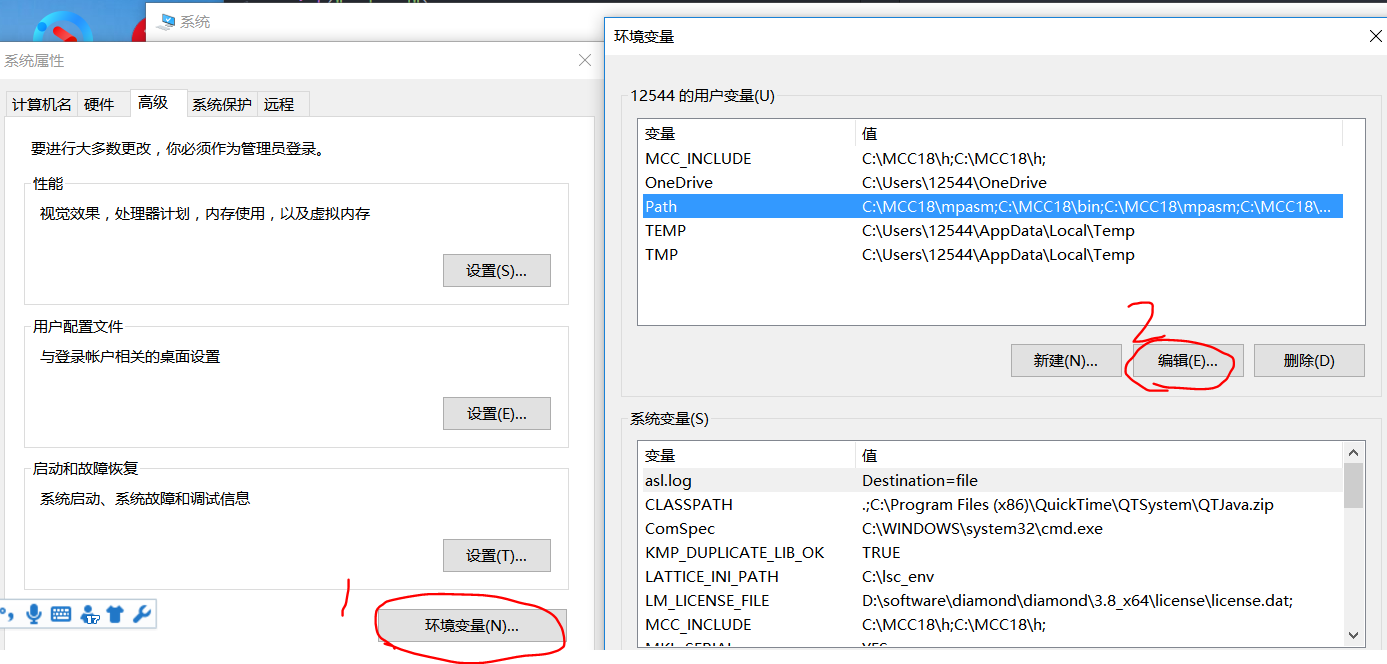 系统
系统属性
计算机名
硬件
高级
系统保护
远程
要进行大多数更改，你必须作为管理员登录。
性能
视觉效果，处理器计划，内存使用，以及虚拟内存
设置(S)...
用户配置文件
与登录帐户相关的桌面设置
设置(E)...
启动和故障恢复
系统启动、系统故障和调试信息
设置(T)...
1
环境变量(N)...
环境变量
12544 的用户变量(U)
变量 值
MCC_INCLUDE C:\MCC18\h;C:\MCC18\h;
OneDrive C:\Users\12544\OneDrive
Path C:\MCC18\mpasm;C:\MCC18\bin;C:\MCC18\mpasm;C:\MCC18\...
TEMP C:\Users\12544\AppData\Local\Temp
TMP C:\Users\12544\AppData\Local\Temp
2
新建(N)...
编辑(E)...
删除(D)
系统变量(S)
变量 值
asl.log Destination=file
CLASSPATH .;C:\Program Files (x86)\QuickTime\QTSystem\QTJava.zip
ComSpec C:\WINDOWS\system32\cmd.exe
KMP_DUPLICATE_LIB_OK TRUE
LATTICE_INI_PATH C:\lsc_env
LM_LICENSE_FILE D:\software\diamond\diamond\3.8_x64\license\license.dat;
MCC_INCLUDE C:\MCC18\h;C:\MCC18\h;